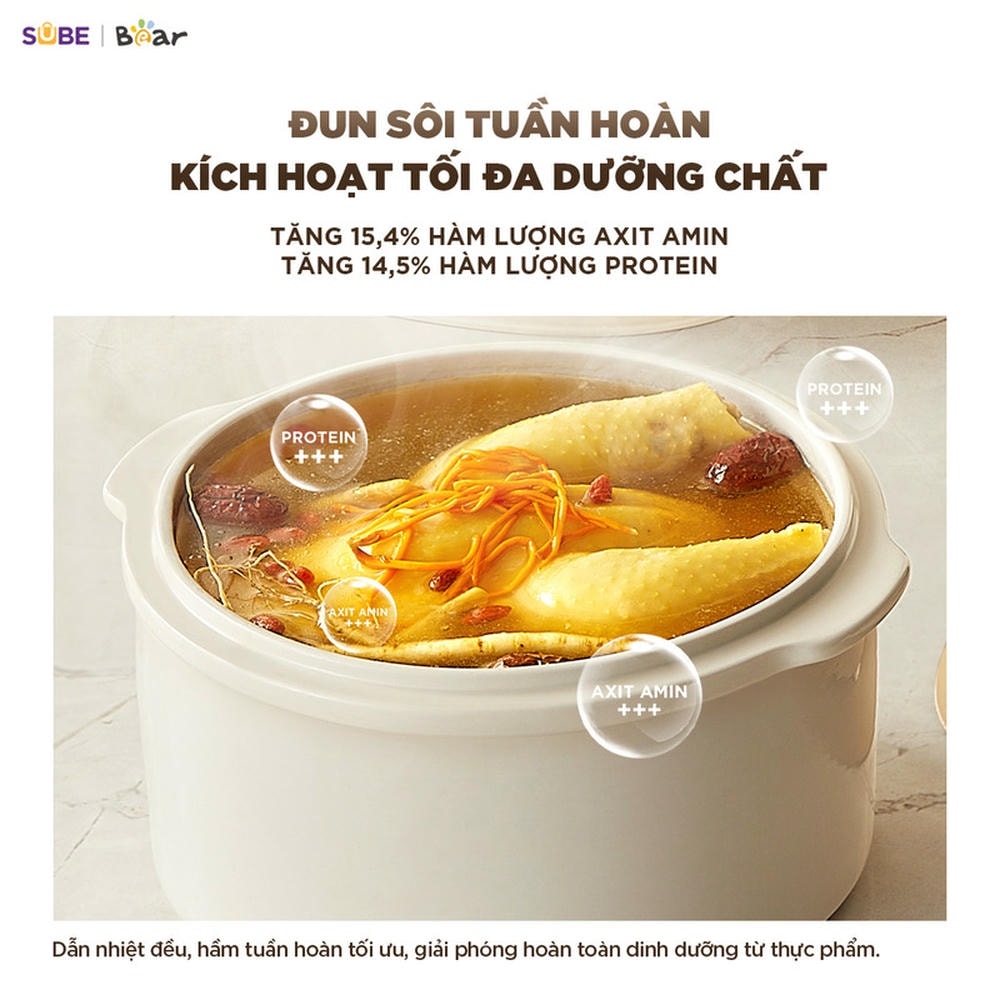 SUBE | Bear
ĐUN SÔI TUẦN HOÀN
KÍCH HOẠT TỐI ĐA DƯỠNG CHẤT
TĂNG 15,4% HÀM LƯỢNG AXIT AMIN
TĂNG 14,5% HÀM LƯỢNG PROTEIN
PROTEIN
+++
PROTEIN
+++
AXIT AMIN
+++
AXIT AMIN
+++
Dẫn nhiệt đều, hầm tuần hoàn tối ưu, giải phóng hoàn toàn dinh dưỡng từ thực phẩm.